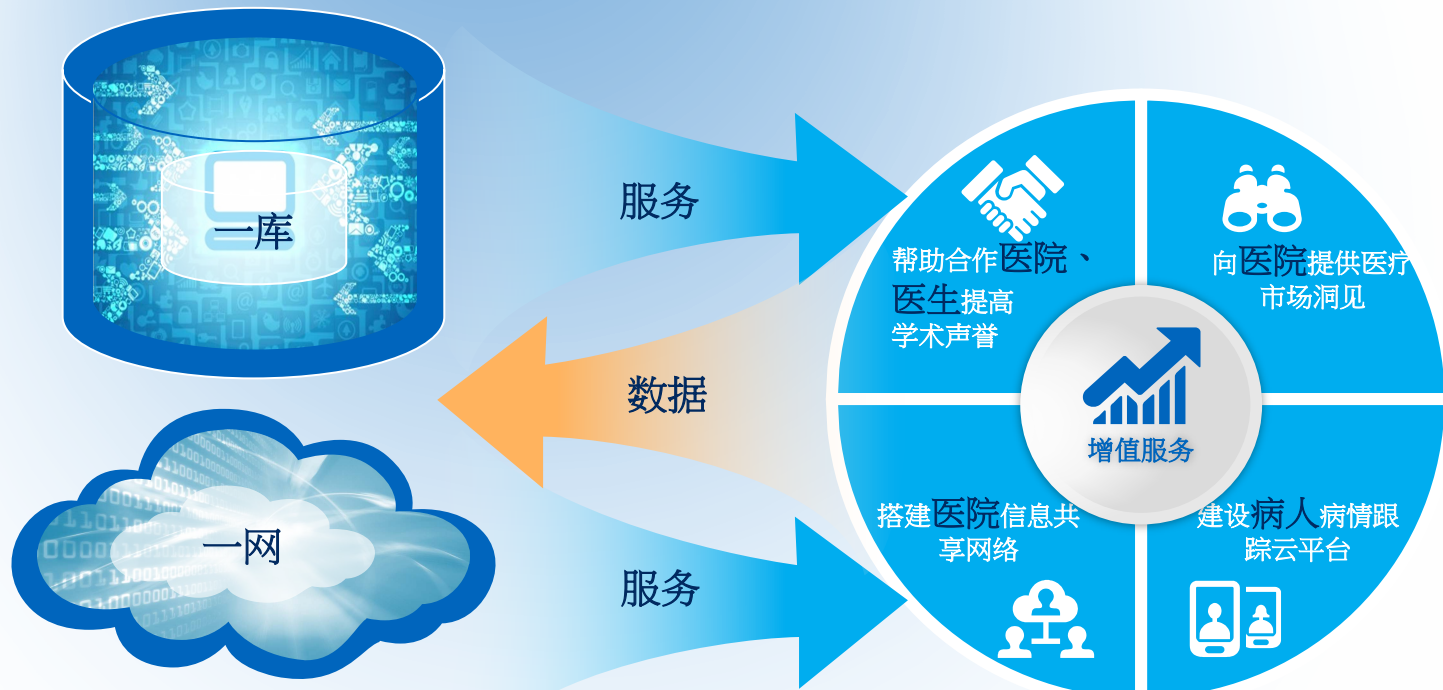 一库
一网
服务
数据
服务
帮助合作医院、
医生提高
学术声誉
向医院提供医疗
市场洞见
增值服务
搭建医院信息共
享网络
建设病人病情跟
踪云平台